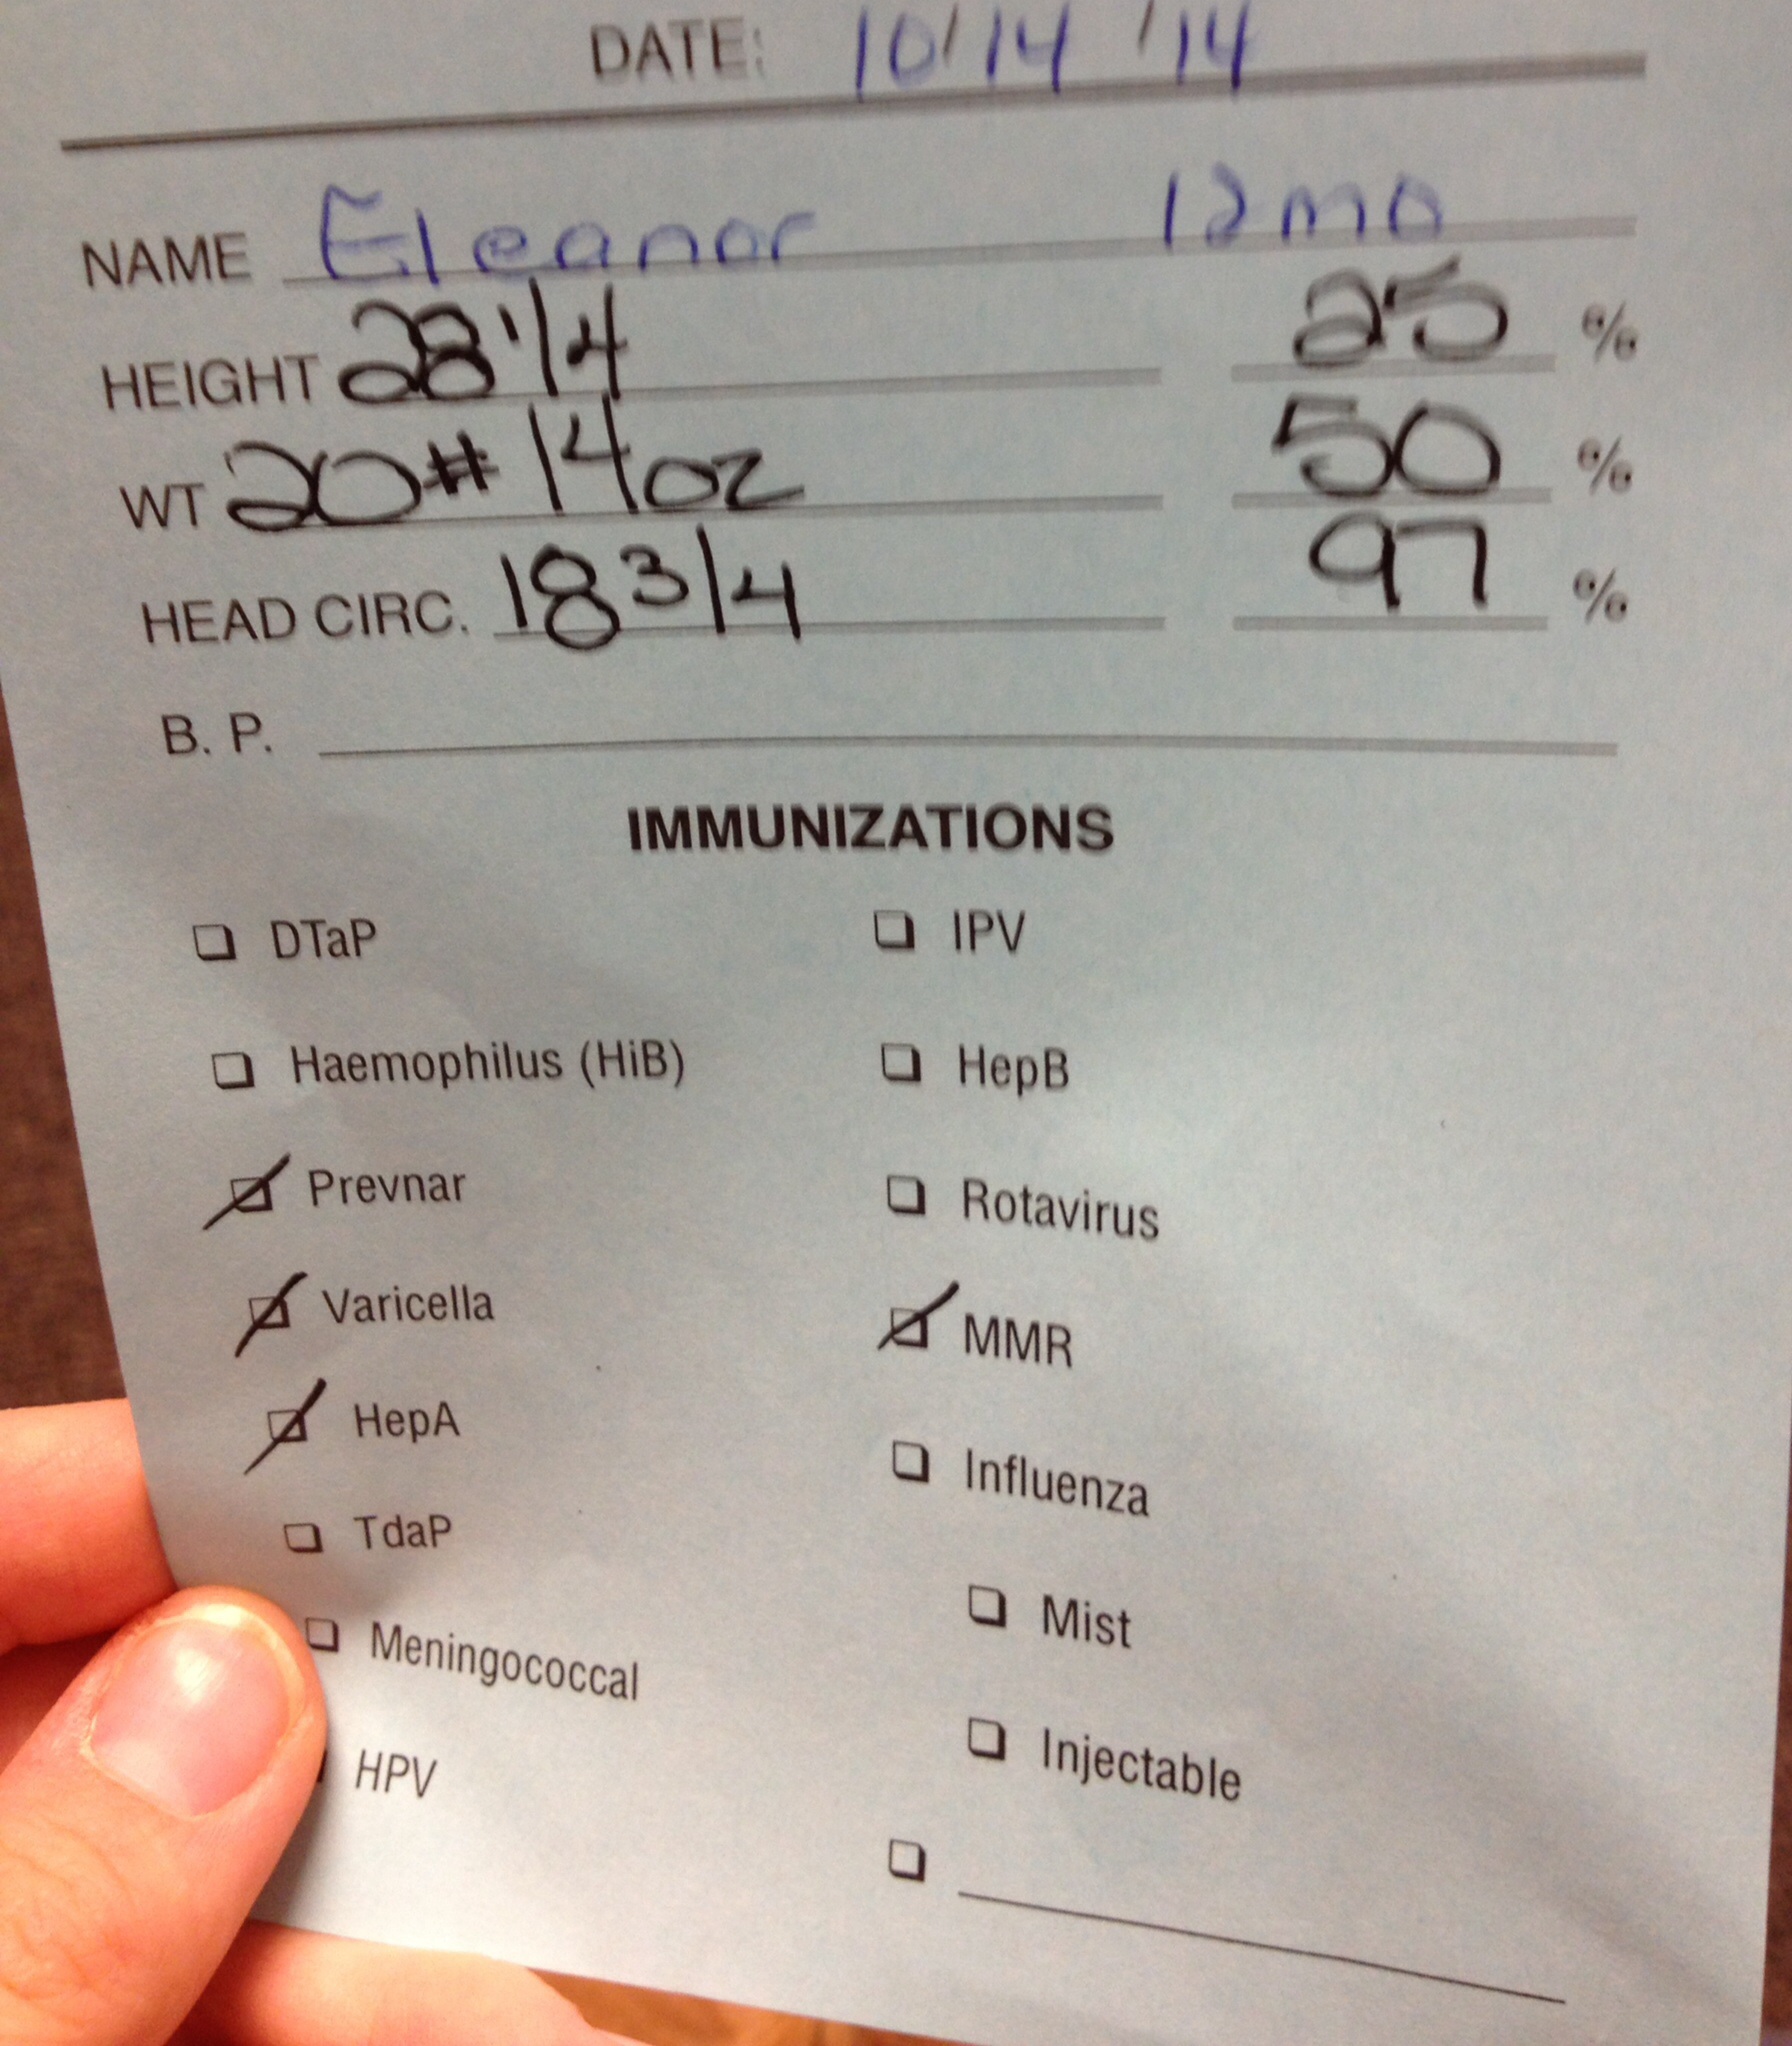 DATE: 10/14/14
NAME Eleanor 12mo
HEIGHT 28 1/4 25 %
WT 20# 14oz 50 %
HEAD CIRC. 18 3/4 97 %
B. P.
IMMUNIZATIONS
DTaP IPV
Haemophilus (HiB) HepB
Prevnar Rotavirus
Varicella MMR
HepA Influenza
TdaP Mist
Meningococcal Injectable
HPV